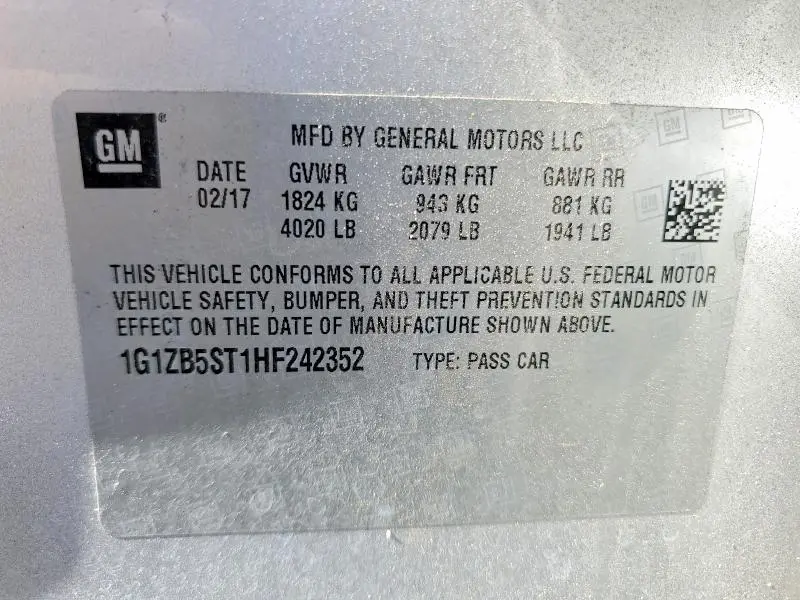 GM®
MFD BY GENERAL MOTORS LLC
DATE GVWR GAWR FRT GAWR RR
02/17 1824 KG 943 KG 881 KG
4020 LB 2079 LB 1941 LB
THIS VEHICLE CONFORMS TO ALL APPLICABLE U.S. FEDERAL MOTOR
VEHICLE SAFETY, BUMPER, AND THEFT PREVENTION STANDARDS IN
EFFECT ON THE DATE OF MANUFACTURE SHOWN ABOVE.
1G1ZB5ST1HF242352 TYPE: PASS CAR